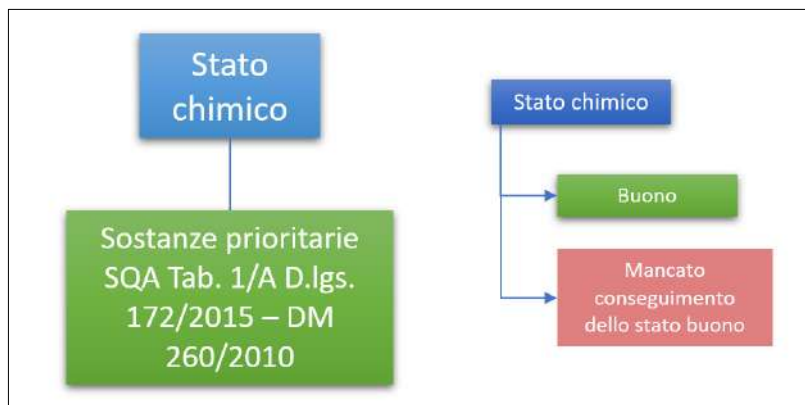 Stato
chimico
Sostanze prioritarie
SQA Tab. 1/A D.lgs.
172/2015 – DM
260/2010
Stato chimico
Buono
Mancato
conseguimento
dello stato buono